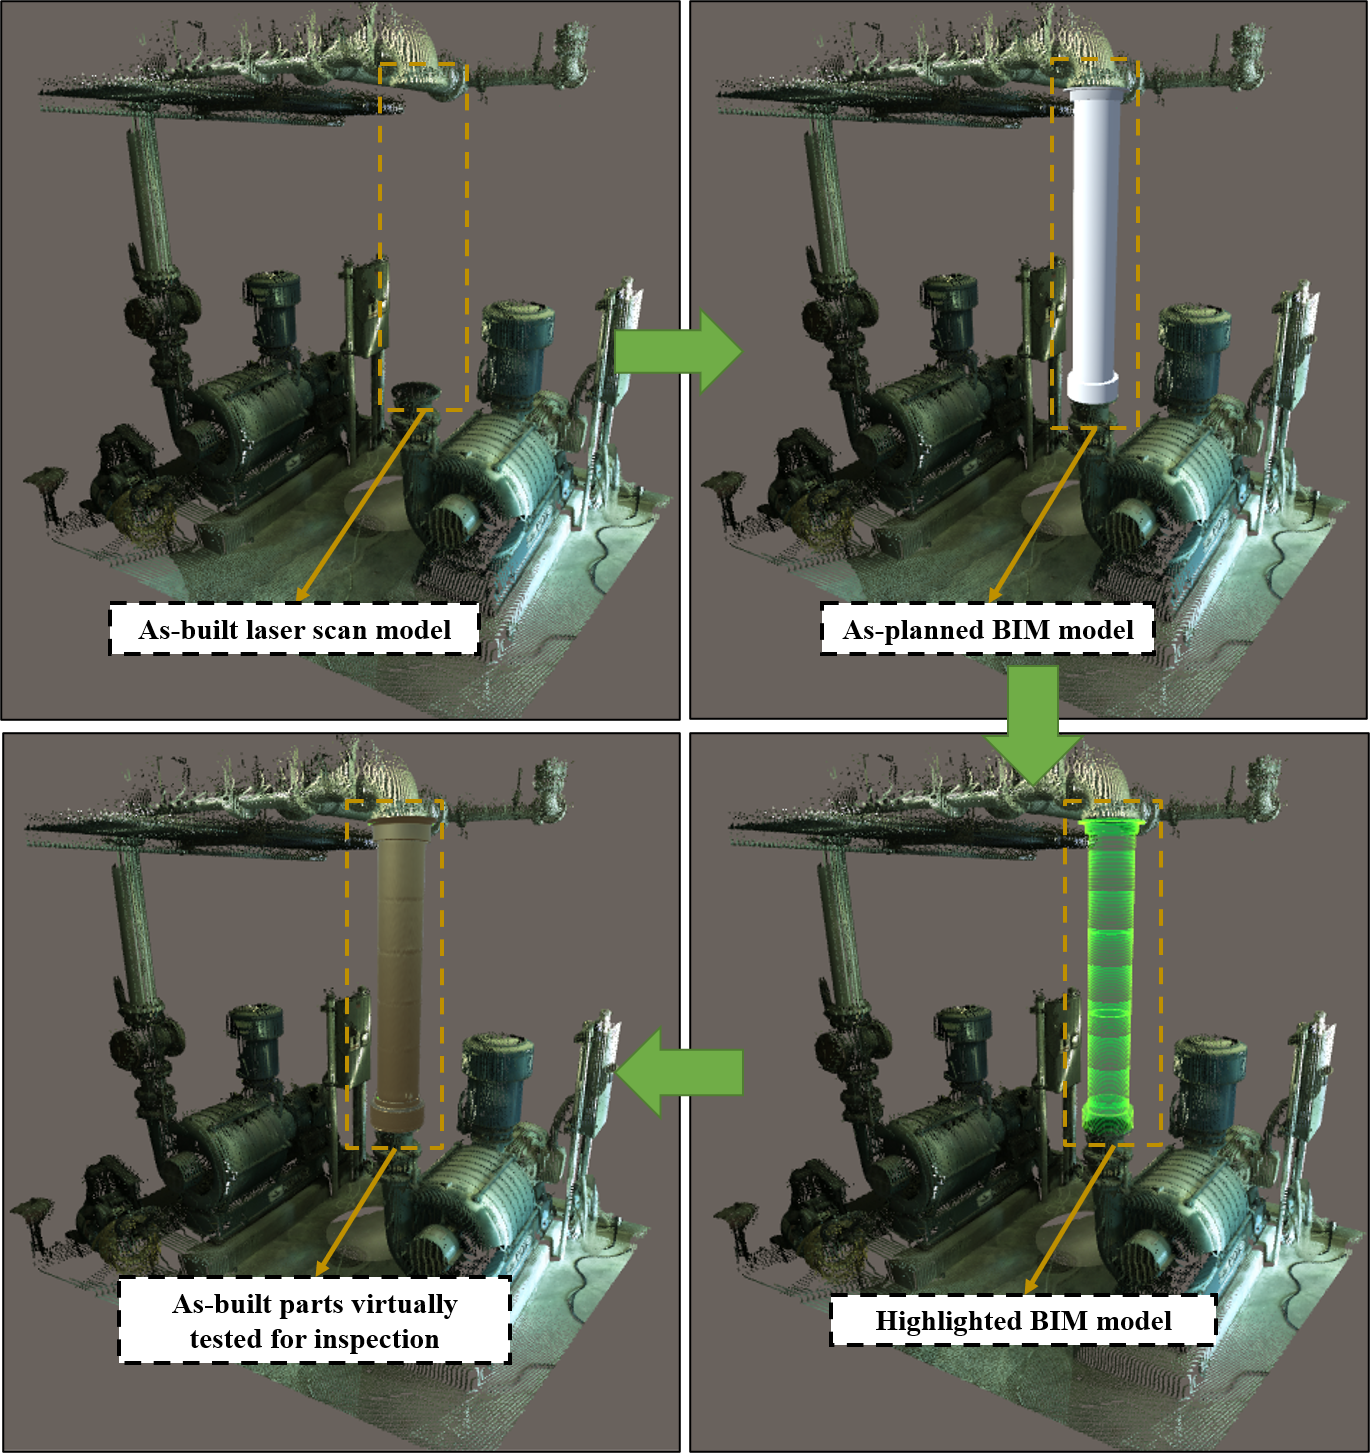 As-built laser scan model
As-planned BIM model
As-built parts virtually
tested for inspection
Highlighted BIM model